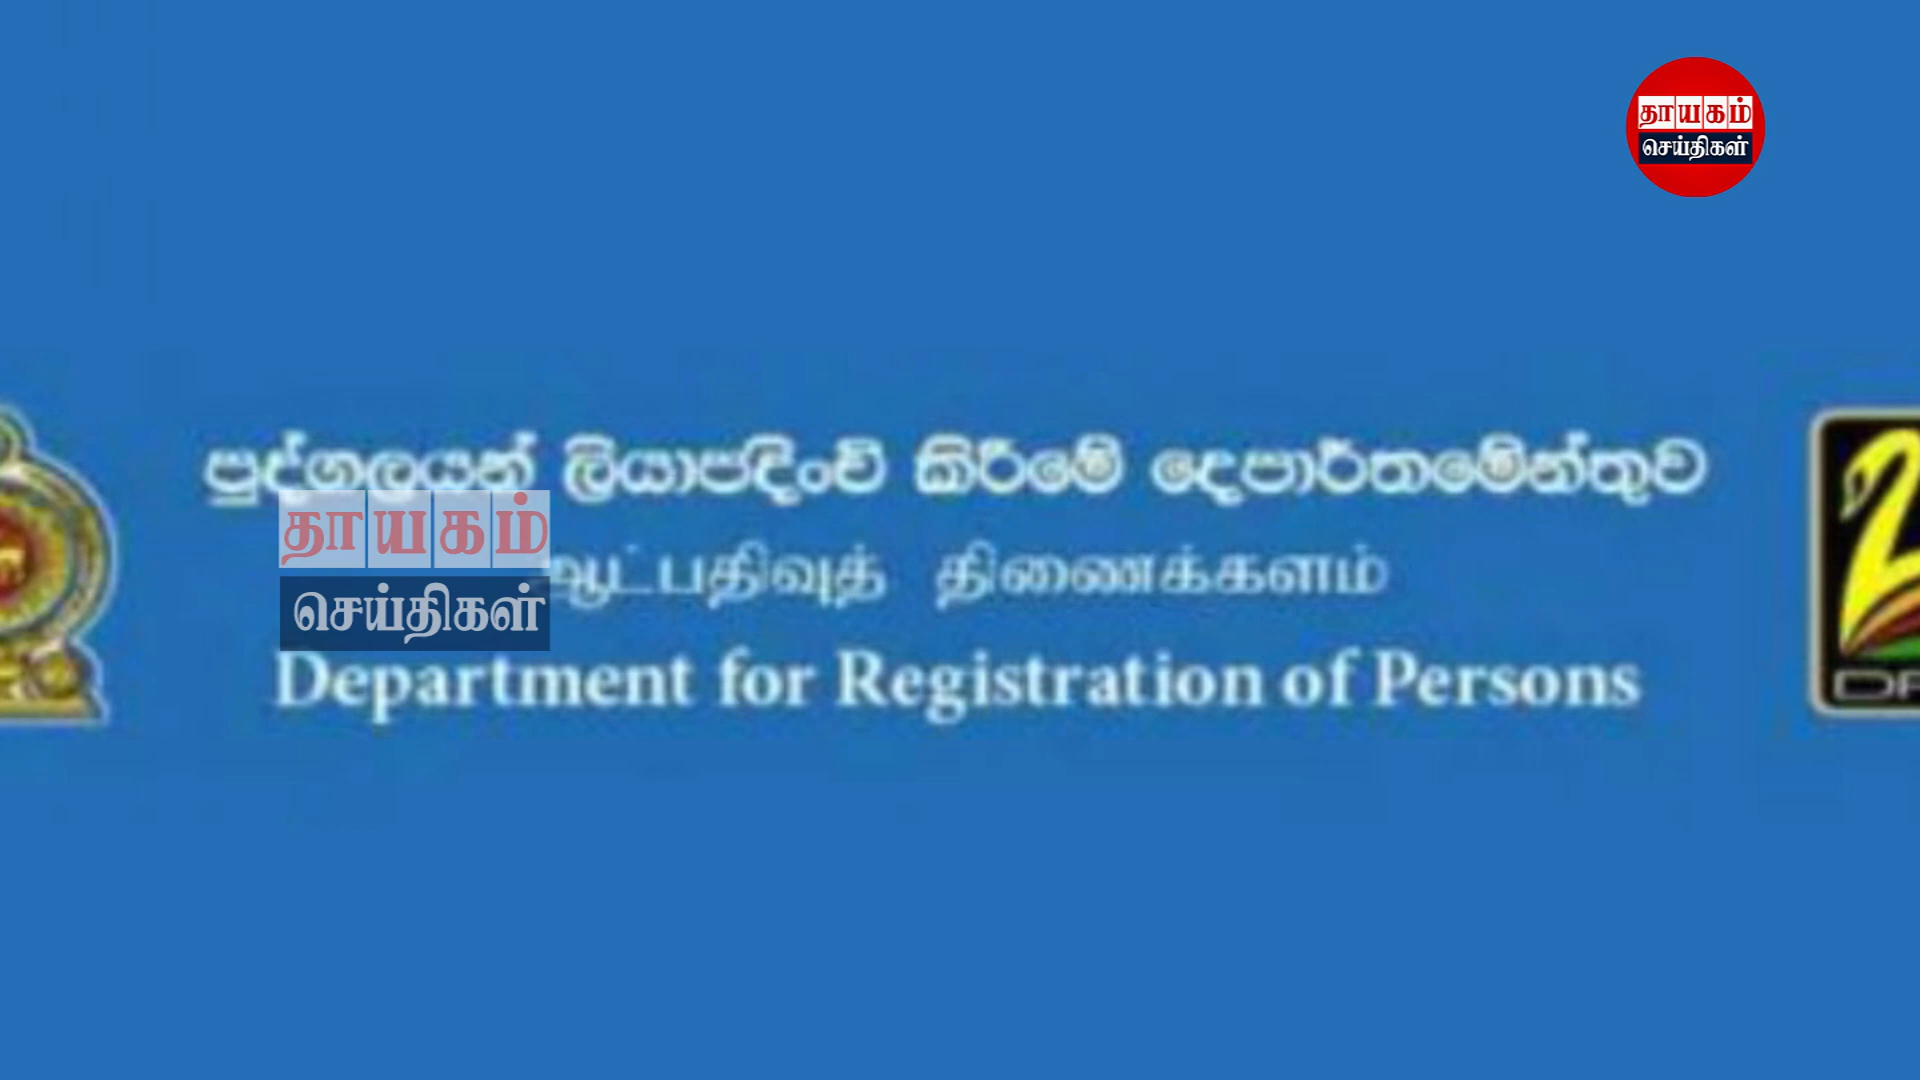 தாயகம்
செய்திகள்
පුද්ගලයන් ලියාපදිංචි කිරීමේ දෙපාර්තමේන්තුව
தாயகம்
ஆட்பதிவுத் திணைக்களம்
செய்திகள்
Department for Registration of Persons